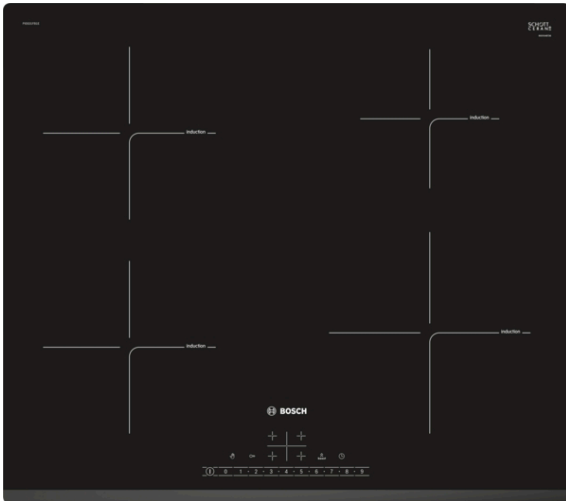 SCHOTT
CERAN®
induction
induction
induction
induction
BOSCH
0 1 · 2 · 3 · 4 · 5 · 6 · 7 · 8 · 9